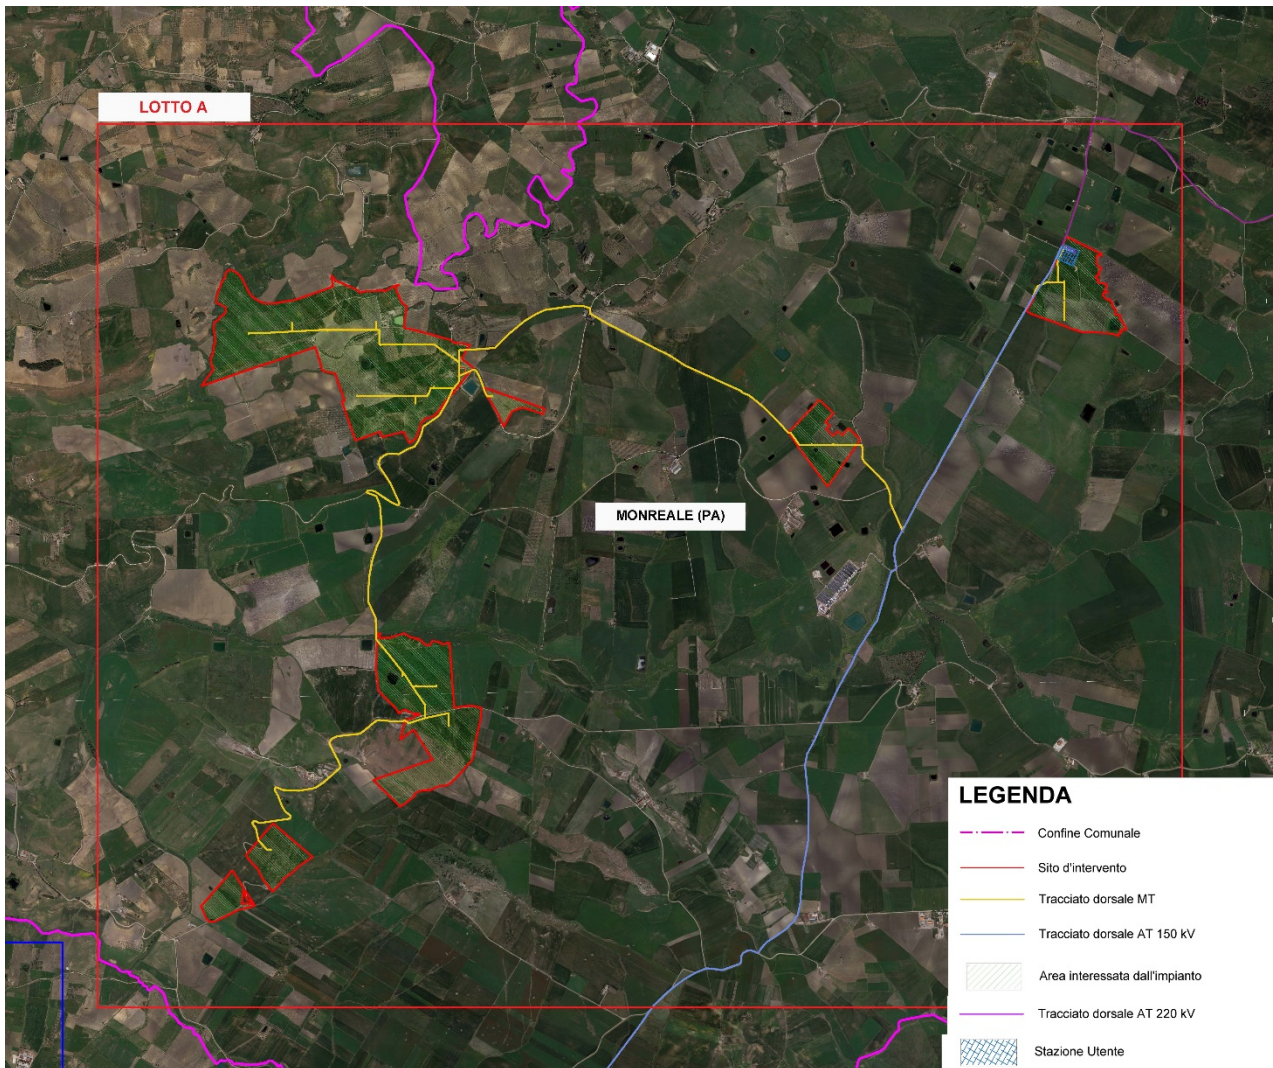 LOTTO A
MONREALE (PA)
LEGENDA
Confine Comunale
Sito d'intervento
Tracciato dorsale MT
Tracciato dorsale AT 150 kV
Area interessata dall'impianto
Tracciato dorsale AT 220 kV
Stazione Utente